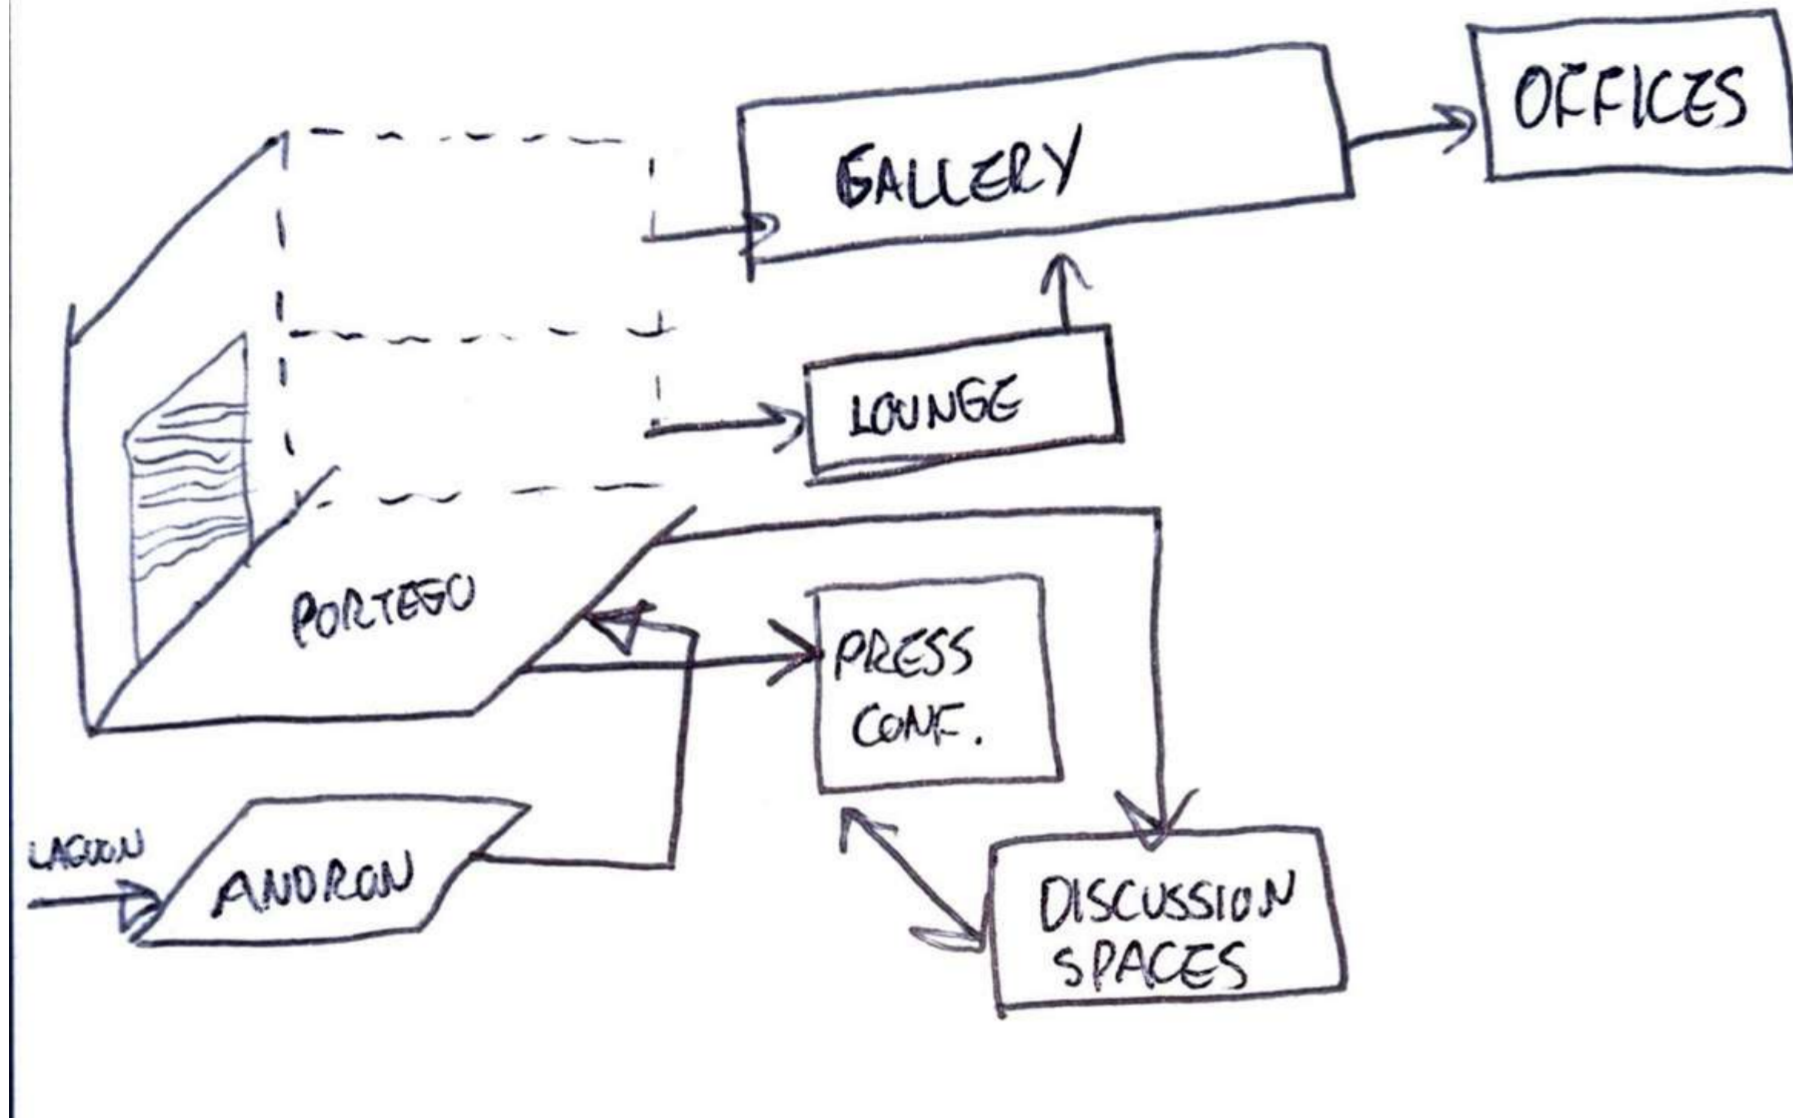 OFFICES
GALLERY
LOUNGE
PORTEGO
PRESS
CONF.
LAGOON
ANDRON
DISCUSSION
SPACES